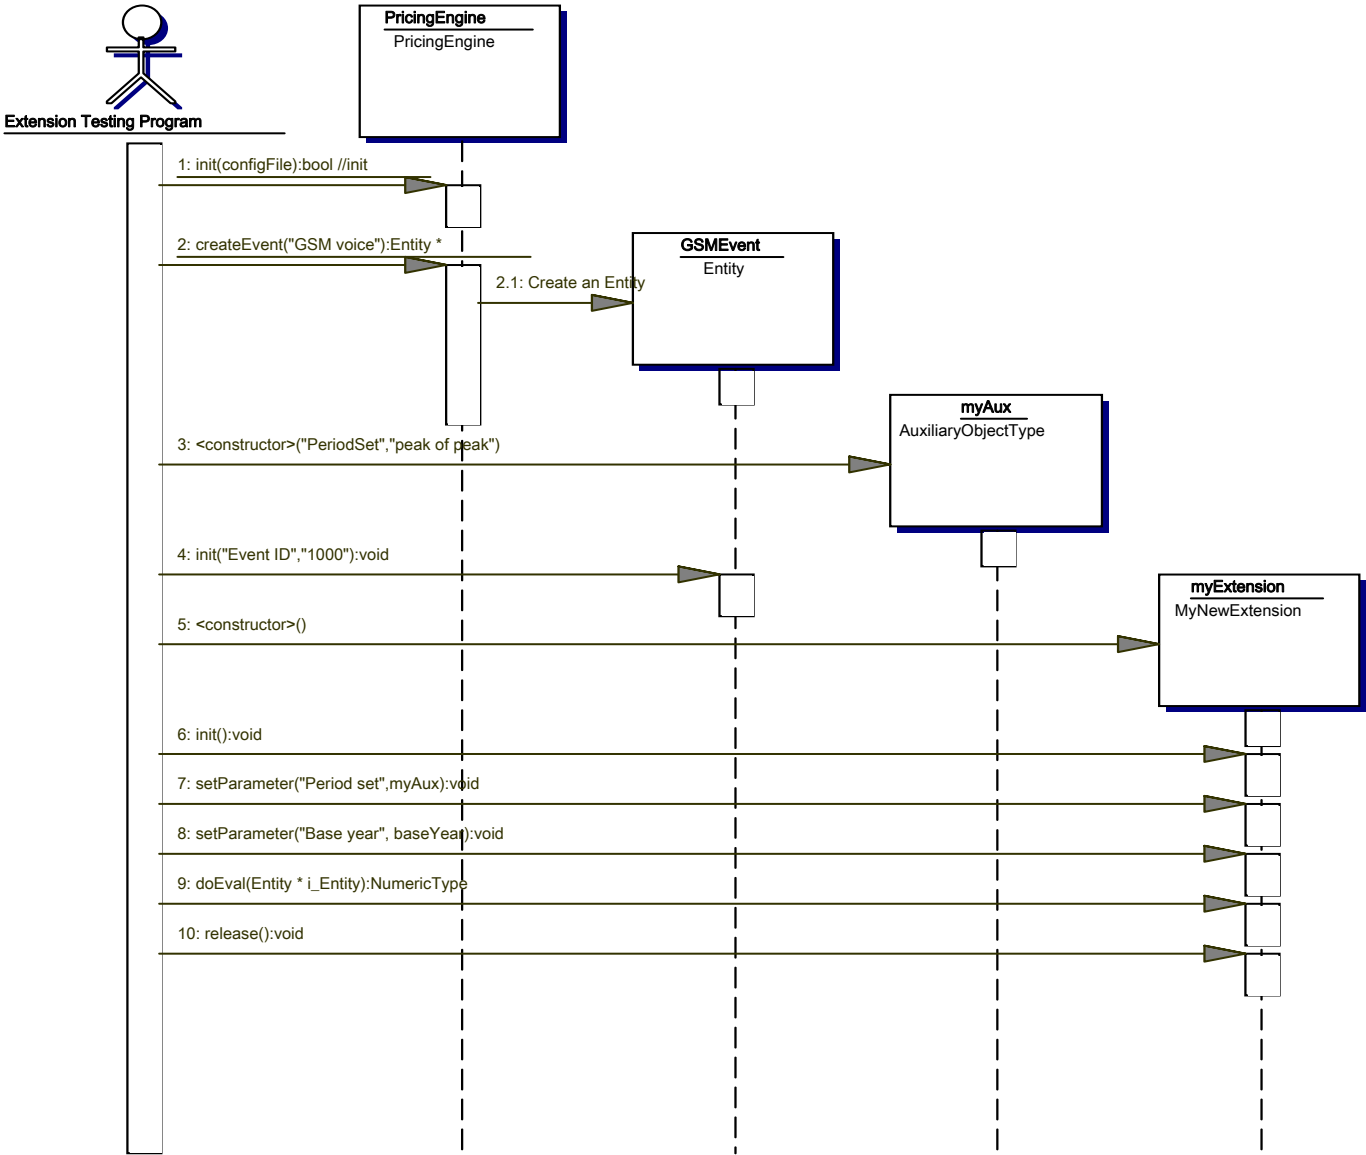 PricingEngine
PricingEngine
Extension Testing Program
1: init(configFile):bool //init
2: createEvent("GSM voice"):Entity *
GSMEvent
Entity
2.1: Create an Entity
myAux
AuxiliaryObjectType
3: <constructor>("PeriodSet","peak of peak")
4: init("Event ID","1000"):void
myExtension
MyNewExtension
5: <constructor>()
6: init():void
7: setParameter("Period set",myAux):void
8: setParameter("Base year", baseYear):void
9: doEval(Entity * i_Entity):NumericType
10: release():void